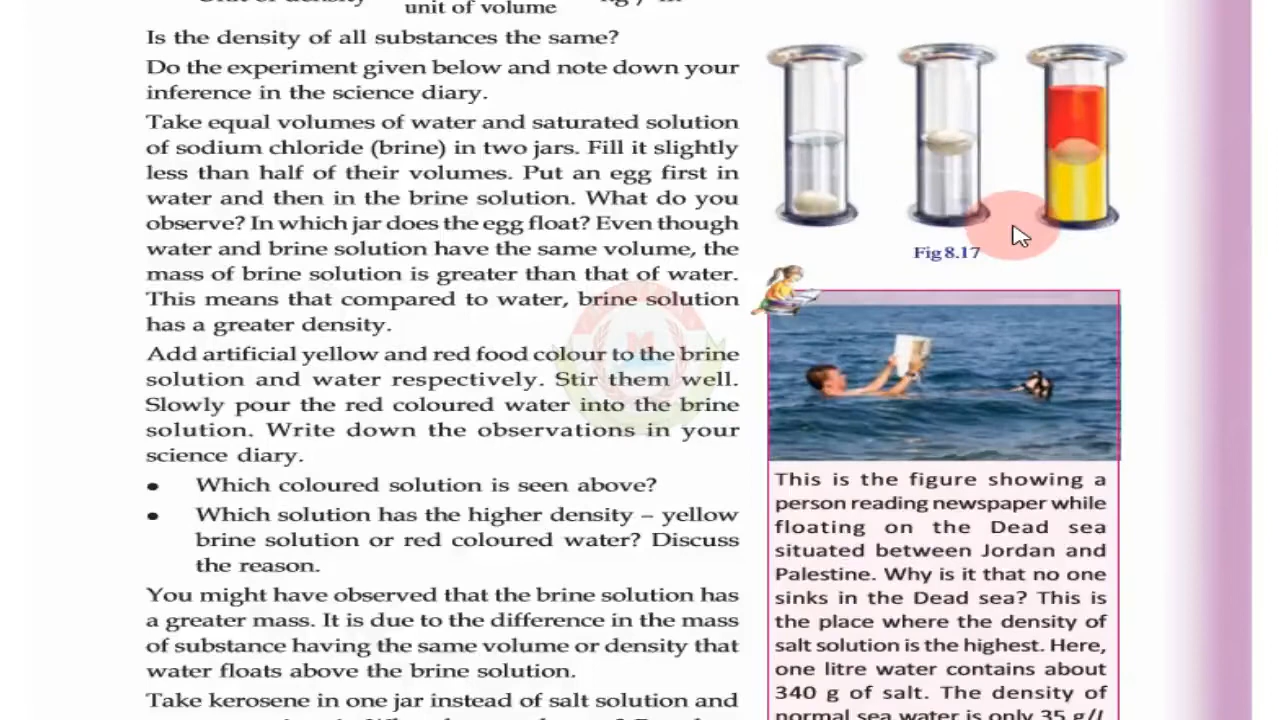 unit of volume
Is the density of all substances the same?
Do the experiment given below and note down your
inference in the science diary.
Take equal volumes of water and saturated solution
of sodium chloride (brine) in two jars. Fill it slightly
less than half of their volumes. Put an egg first in
water and then in the brine solution. What do you
observe? In which jar does the egg float? Even though
water and brine solution have the same volume, the
mass of brine solution is greater than that of water.
This means that compared to water, brine solution
has a greater density.
Add artificial yellow and red food colour to the brine
solution and water respectively. Stir them well.
Slowly pour the red coloured water into the brine
solution. Write down the observations in your
science diary.
• Which coloured solution is seen above?
• Which solution has the higher density – yellow
brine solution or red coloured water? Discuss
the reason.
You might have observed that the brine solution has
a greater mass. It is due to the difference in the mass
of substance having the same volume or density that
water floats above the brine solution.
Take kerosene in one jar instead of salt solution and
Fig 8.17
This is the figure showing a
person reading newspaper while
floating on the Dead sea
situated between Jordan and
Palestine. Why is it that no one
sinks in the Dead sea? This is
the place where the density of
salt solution is the highest. Here,
one litre water contains about
340 g of salt. The density of
normal sea water is only 35 g/L